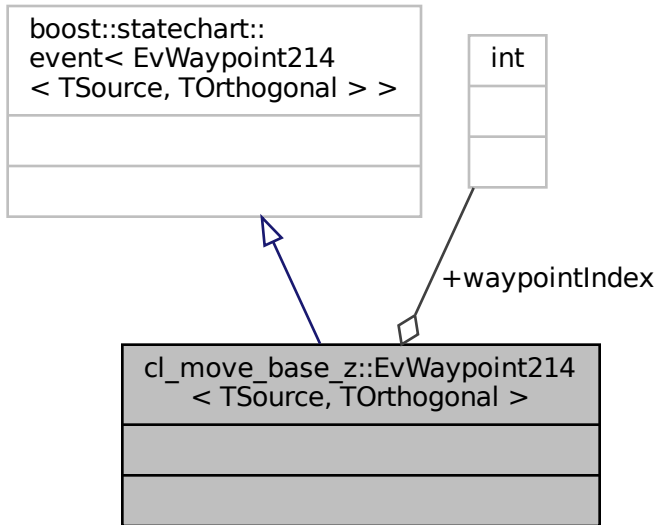 boost::statechart::
event< EvWaypoint214
< TSource, TOrthogonal > >
int
+waypointIndex
cl_move_base_z::EvWaypoint214
< TSource, TOrthogonal >